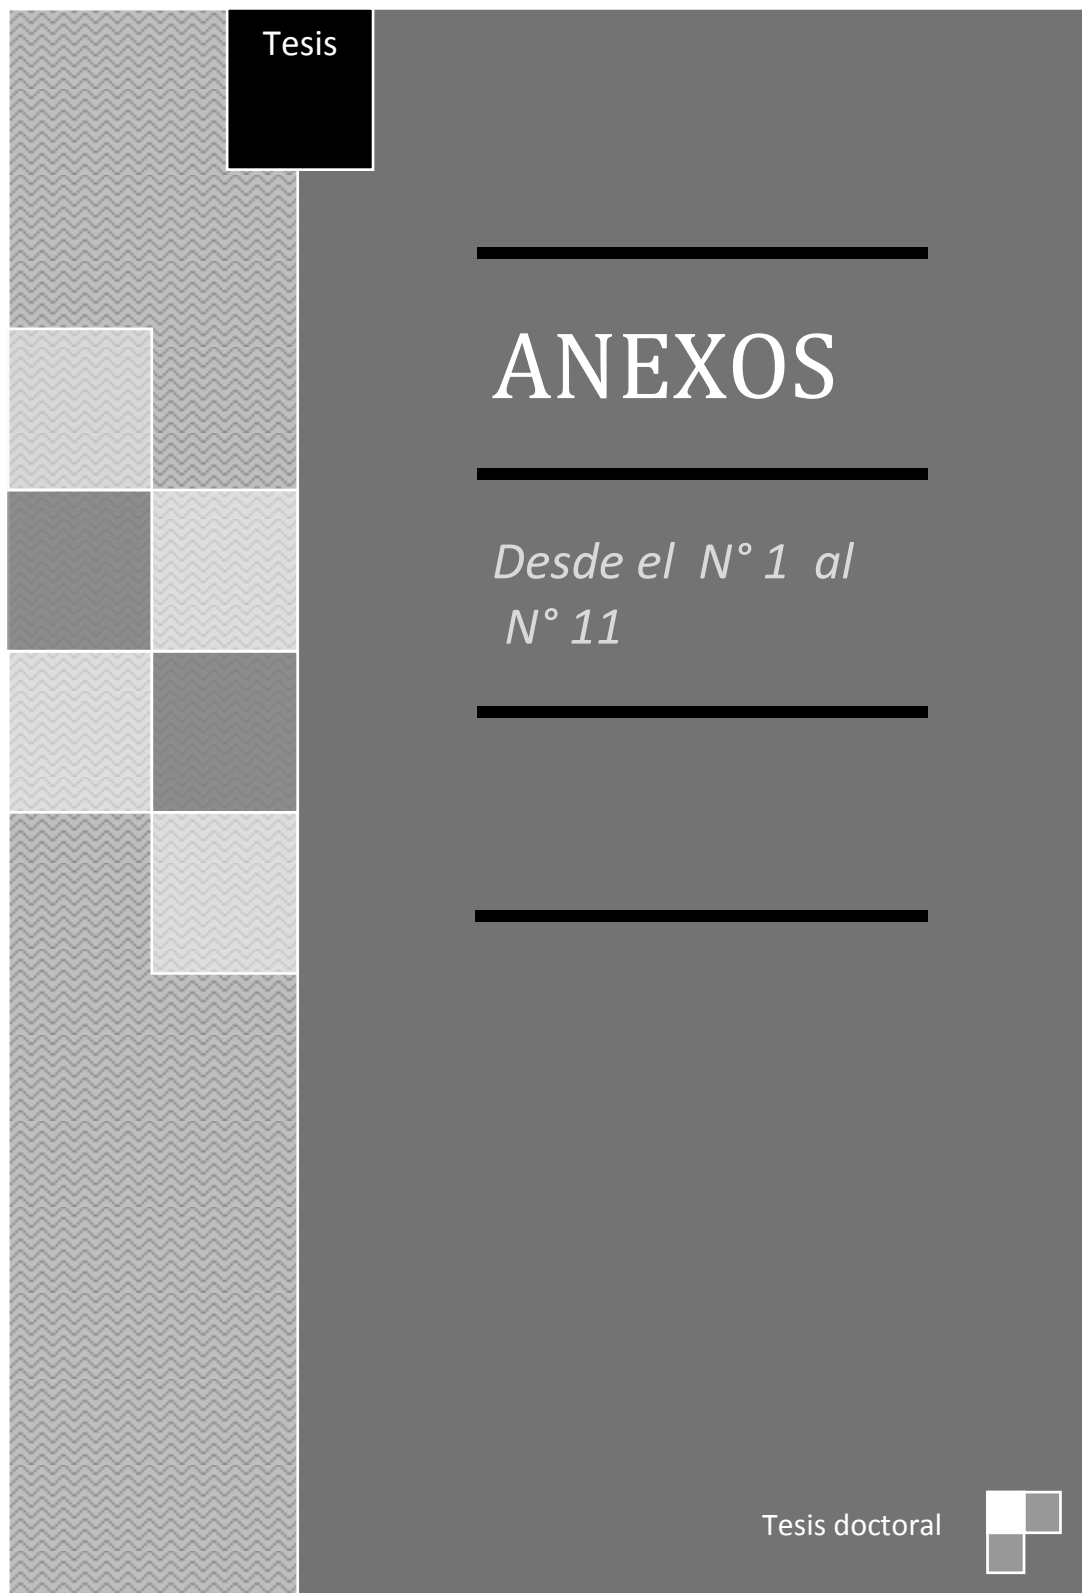 Tesis
ANEXOS
Desde el N° 1 al
N° 11
Tesis doctoral